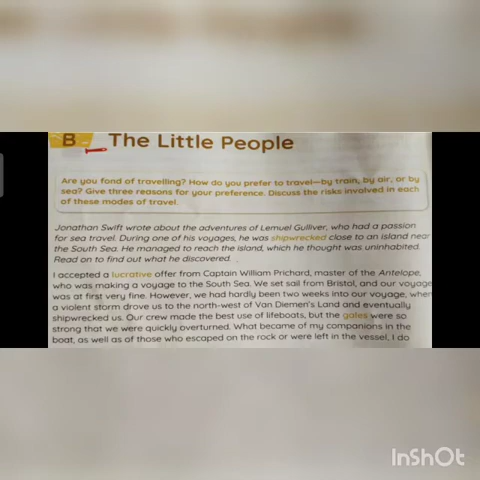 B The Little People
Are you fond of travelling? How do you prefer to travel—by train, by air, or by
sea? Give three reasons for your preference. Discuss the risks involved in each
of these modes of travel.
Jonathan Swift wrote about the adventures of Lemuel Gulliver, who had a passion
for sea travel. During one of his voyages, he was shipwrecked close to an island near
the South Sea. He managed to reach the island, which he thought was uninhabited.
Read on to find out what he discovered.
I accepted a lucrative offer from Captain William Prichard, master of the Antelope,
who was making a voyage to the South Sea. We set sail from Bristol, and our voyage
was at first very fine. However, we had hardly been two weeks into our voyage, when
a violent storm drove us to the north-west of Van Diemen's Land and eventually
shipwrecked us. Our crew made the best use of lifeboats, but the gales were so
strong that we were quickly overturned. What became of my companions in the
boat, as well as of those who escaped on the rock or were left in the vessel, I do
InShOt